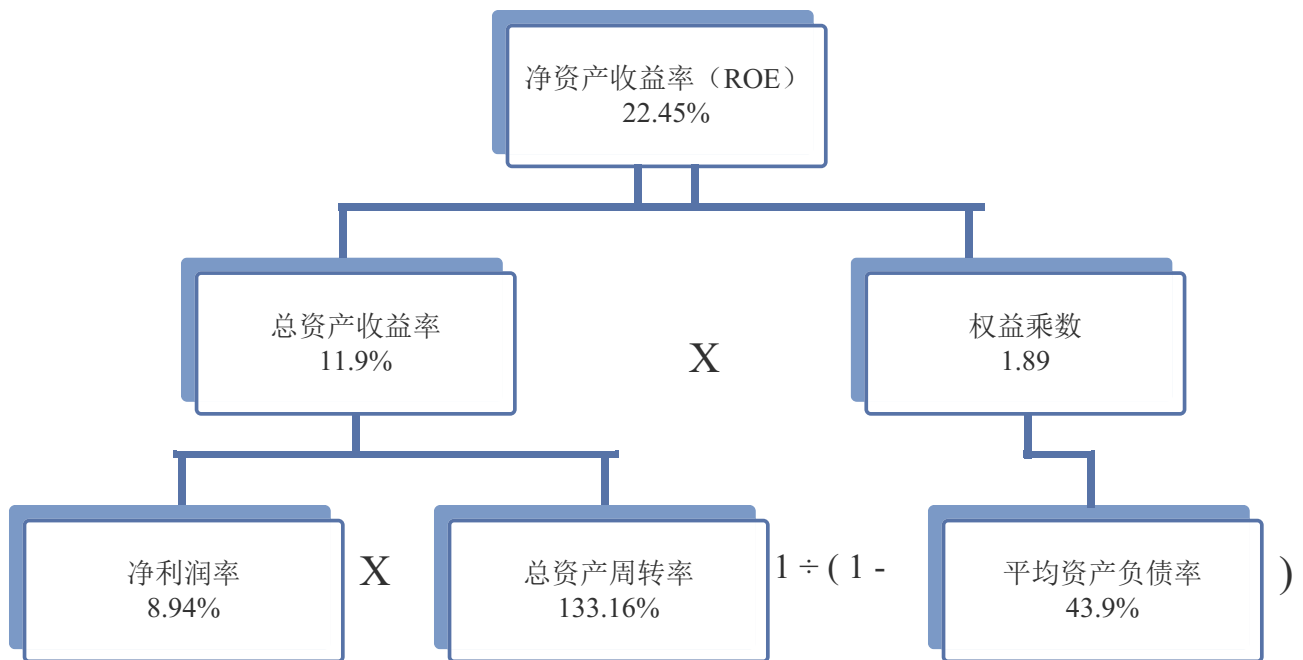 净资产收益率（ROE）
22.45%
总资产收益率
11.9%
X
权益乘数
1.89
净利润率
8.94%
X
总资产周转率
133.16%
1 ÷ ( 1 -
平均资产负债率
43.9%
)